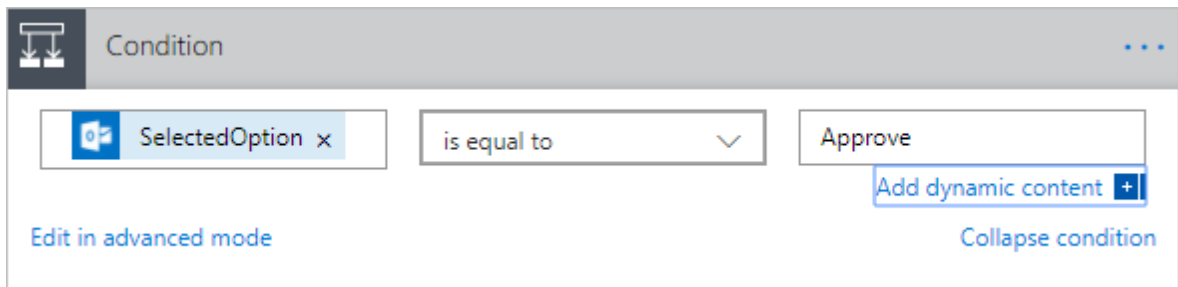 Condition
SelectedOption × is equal to Approve
Add dynamic content +
Edit in advanced mode Collapse condition